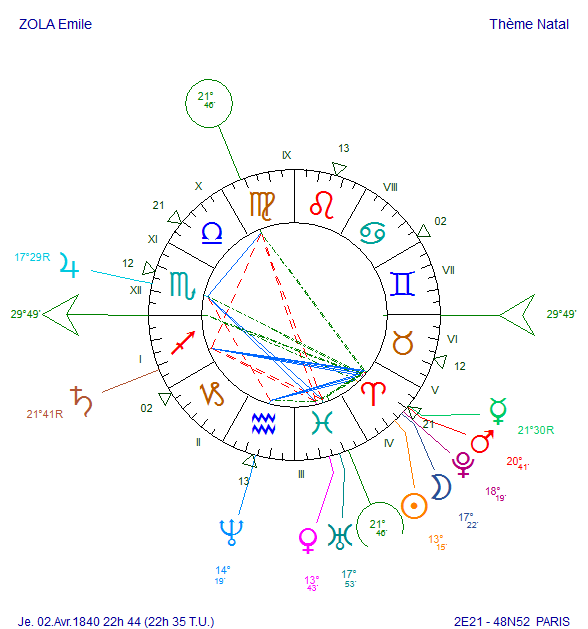 ZOLA Emile
Thème Natal
21°
46'
IX
13
X
VIII
21
02
XI
12
17°29R
VII
XII
29°49'
29°49'
VI
I
12
02
V
21°41R
21
21°30R
II
IV
20°
41'
III
13
18°
19'
21°
46'
17°
22'
13°
15'
14°
19'
13°
43'
17°
53'
Je. 02.Avr.1840 22h 44 (22h 35 T.U.)
2E21 - 48N52 PARIS